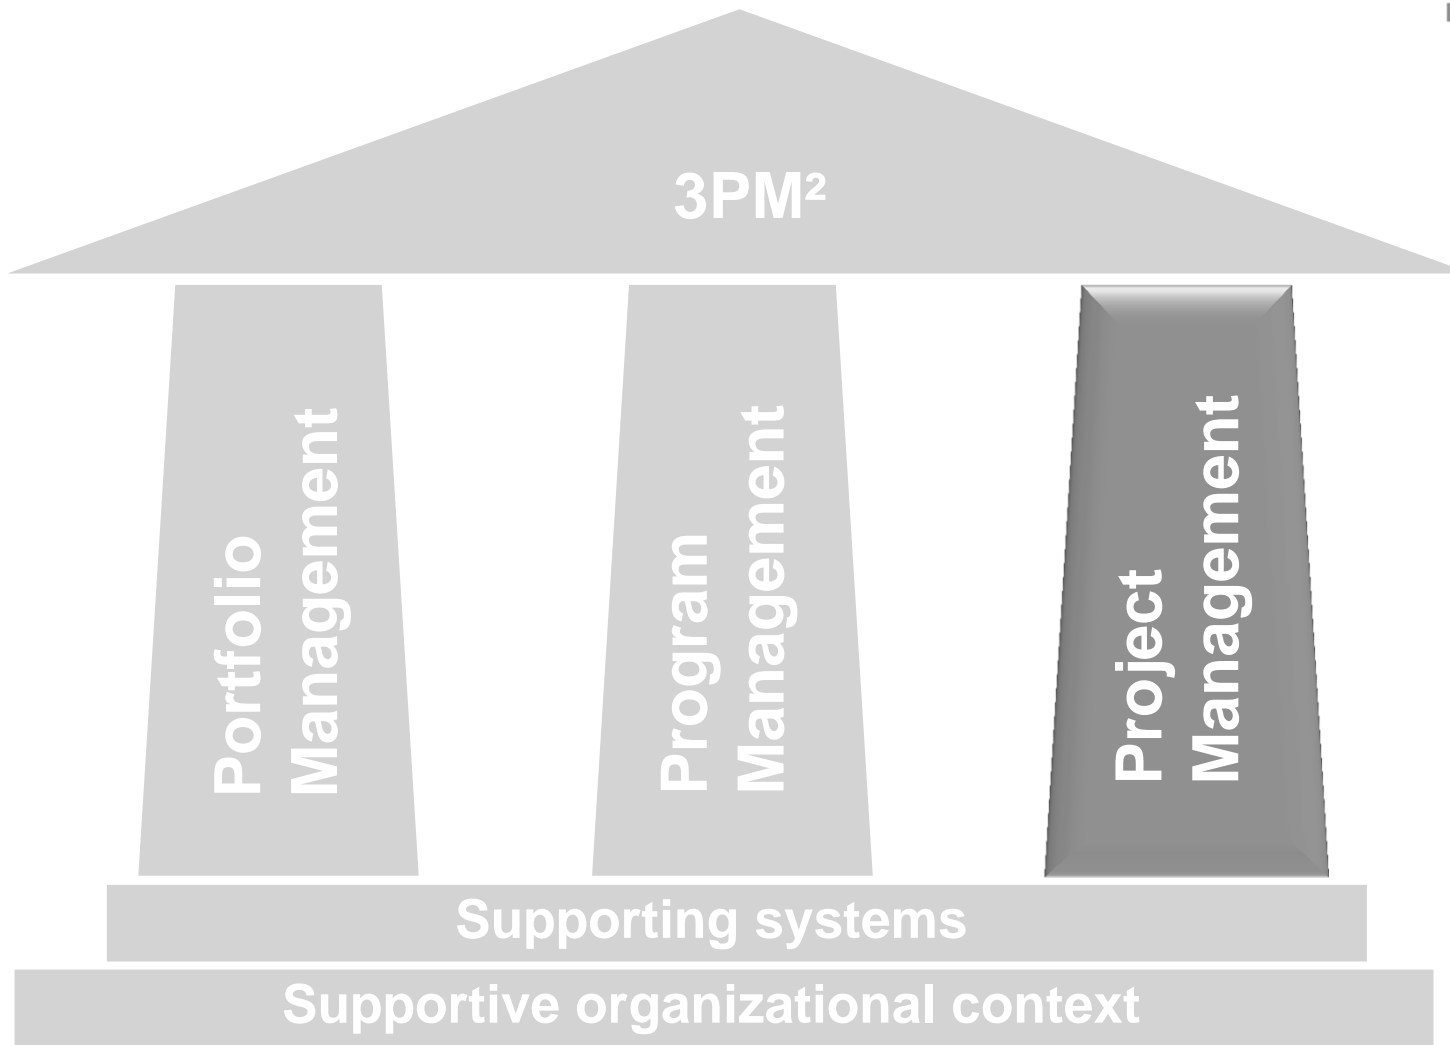 3PM²
Portfolio
Management
Program
Management
Project
Management
Supporting systems
Supportive organizational context